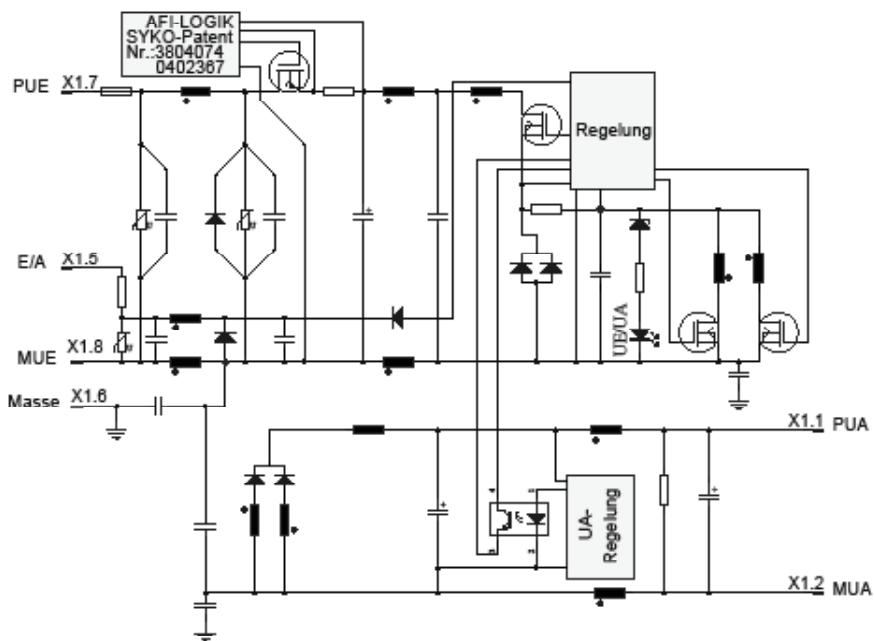 AFI-LOGIK
SYKO-Patent
Nr.:3804074
0402367
PUE X1.7
Regelung
E/A X1.5
UE/UA
MUE X1.8
Masse X1.6
X1.1 PUA
UA-
Regelung
X1.2 MUA